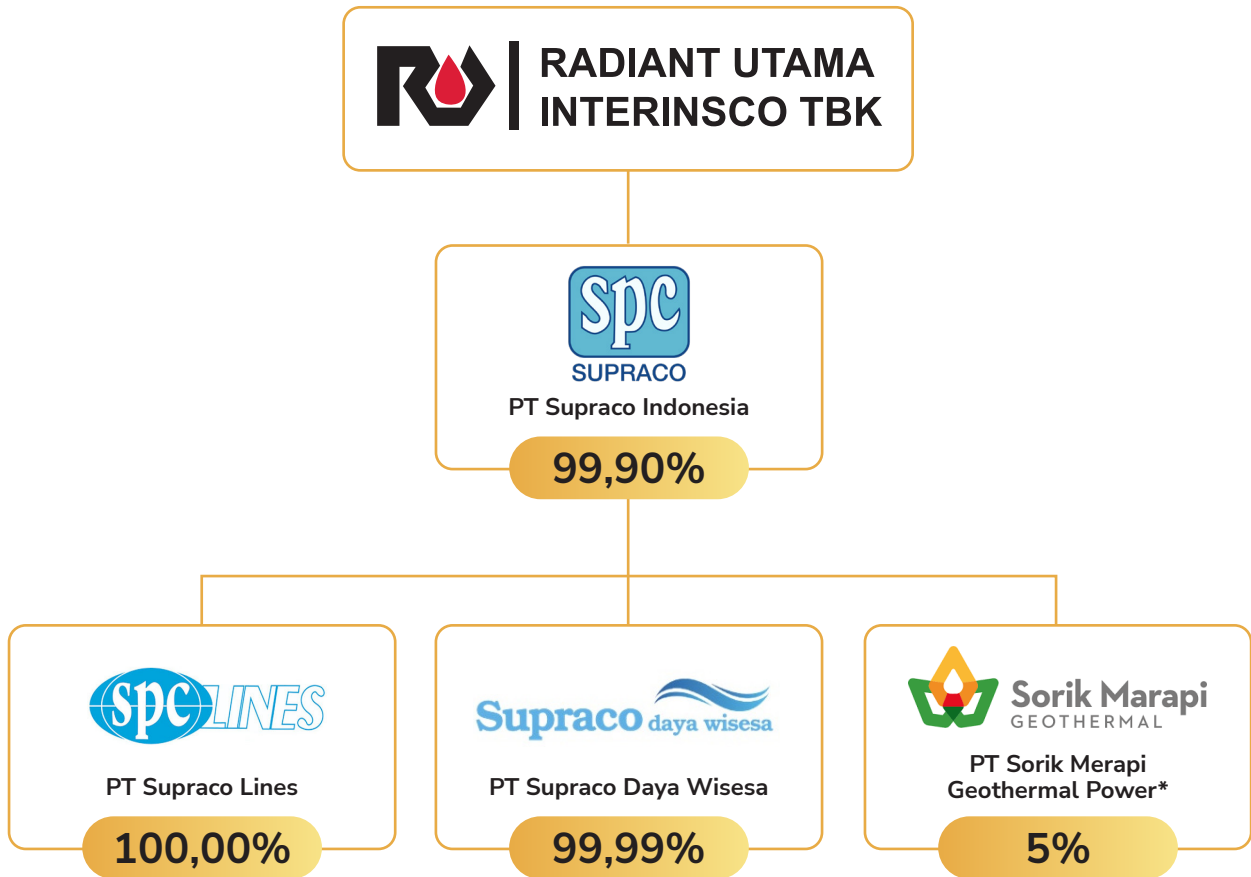 RADIANT UTAMA
INTERINSCO TBK
spc
SUPRACO
PT Supraco Indonesia
99,90%
spc LINES
PT Supraco Lines
100,00%
Supraco daya wisesa
PT Supraco Daya Wisesa
99,99%
Sorik Marapi
GEOTHERMAL
PT Sorik Merapi
Geothermal Power*
5%